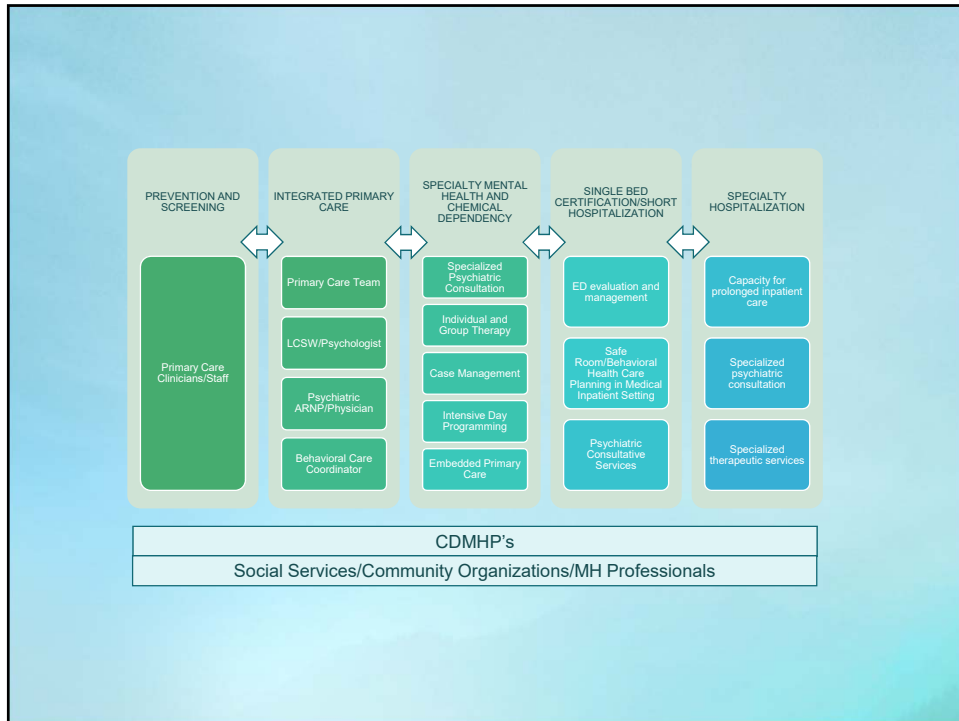 PREVENTION AND
SCREENING
Primary Care
Clinicians/Staff
INTEGRATED PRIMARY
CARE
Primary Care Team
LCSW/Psychologist
Psychiatric
ARNP/Physician
Behavioral Care
Coordinator
SPECIALTY MENTAL
HEALTH AND
CHEMICAL
DEPENDENCY
Specialized
Psychiatric
Consultation
Individual and
Group Therapy
Case Management
Intensive Day
Programming
Embedded Primary
Care
SINGLE BED
CERTIFICATION/SHORT
HOSPITALIZATION
ED evaluation and
management
Safe
Room/Behavioral
Health Care
Planning in Medical
Inpatient Setting
Psychiatric
Consultative
Services
SPECIALTY
HOSPITALIZATION
Capacity for
prolonged inpatient
care
Specialized
psychiatric
consultation
Specialized
therapeutic services
CDMHP's
Social Services/Community Organizations/MH Professionals